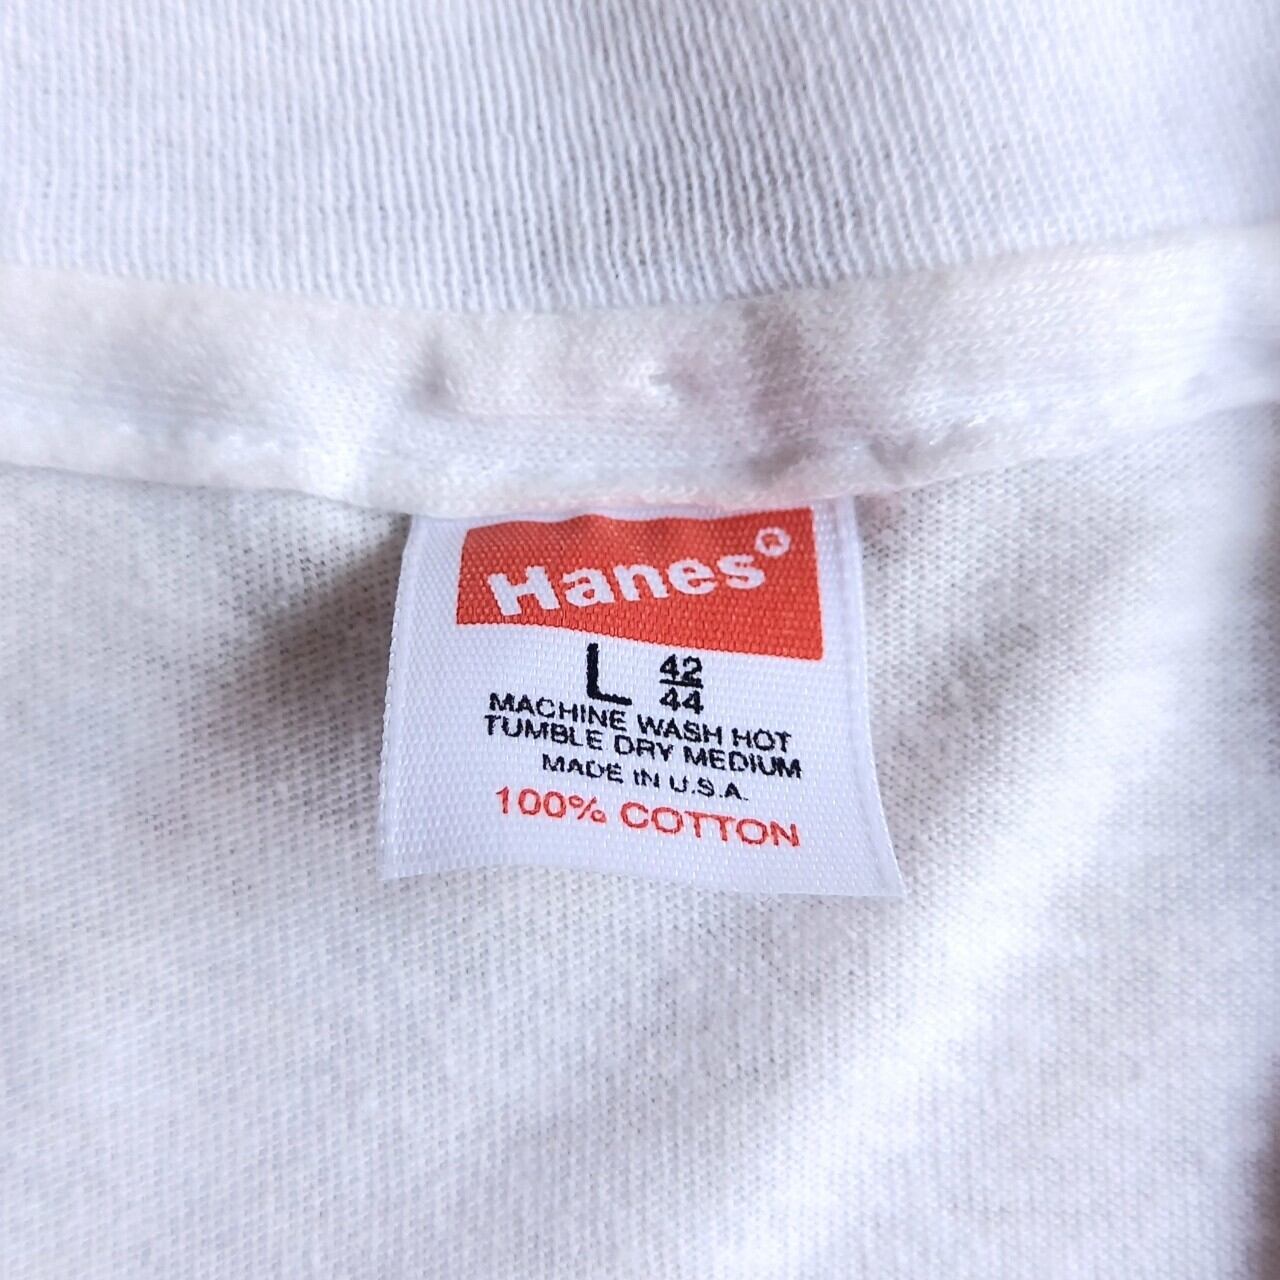 Hanes®
L 42/44
MACHINE WASH HOT
TUMBLE DRY MEDIUM
MADE IN U.S.A.
100% COTTON